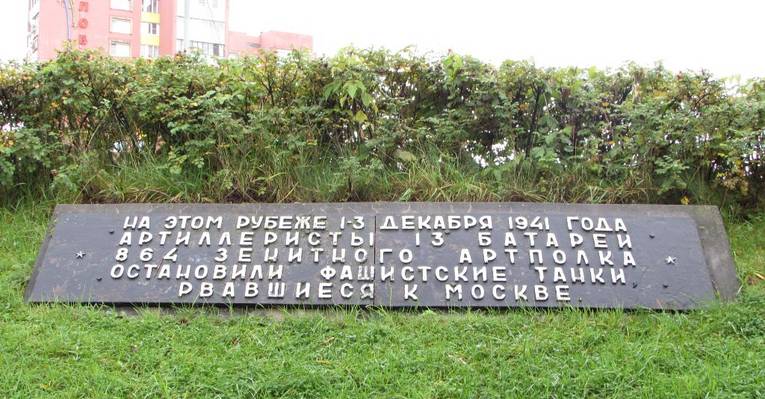 НА ЭТОМ РУБЕЖЕ 1-3 ДЕКАБРЯ 1941 ГОДА
АРТИЛЛЕРИСТЫ 13 БАТАРЕИ
864 ЗЕНИТНОГО АРТПОЛКА
ОСТАНОВИЛИ ФАШИСТСКИЕ ТАНКИ
РВАВШИЕСЯ К МОСКВЕ